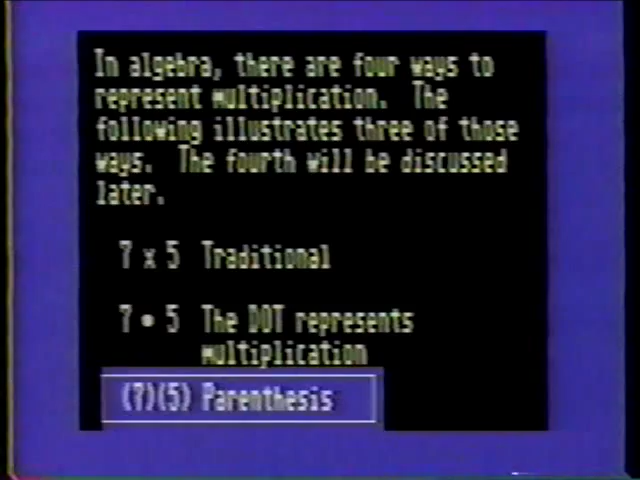 In algebra, there are four ways to
represent multiplication. The
following illustrates three of those
ways. The fourth will be discussed
later.
7 x 5 Traditional
7 • 5 The DOT represents
multiplication
(7)(5) Parenthesis